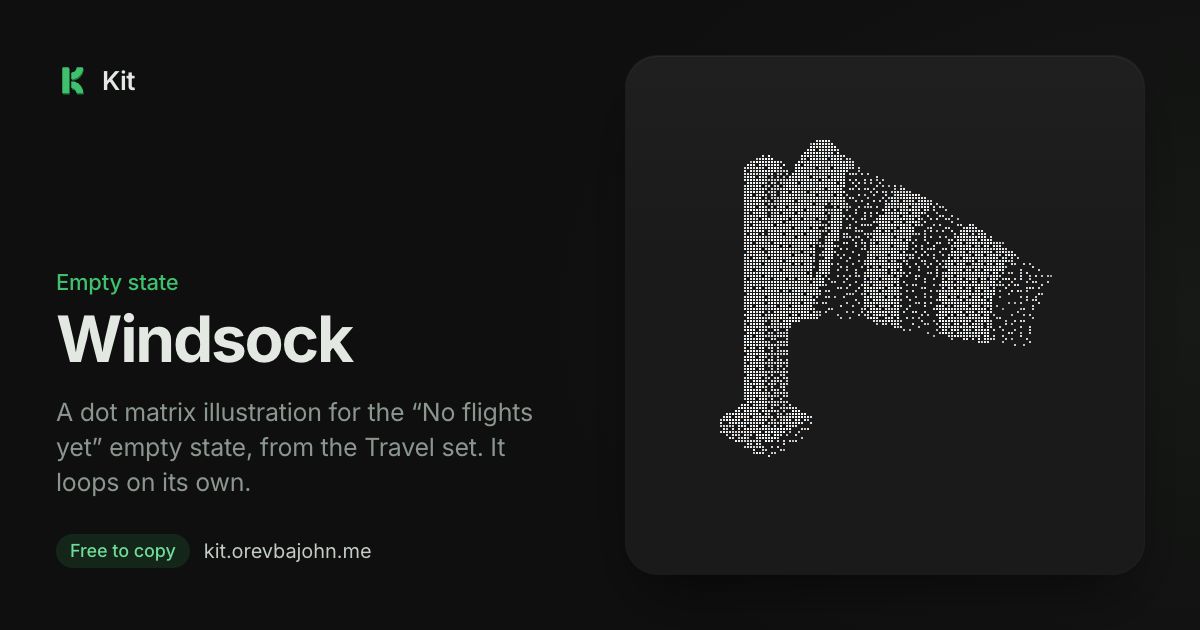 Kit
Empty state
Windsock
A dot matrix illustration for the “No flights
yet” empty state, from the Travel set. It
loops on its own.
Free to copy
kit.orevbajohn.me